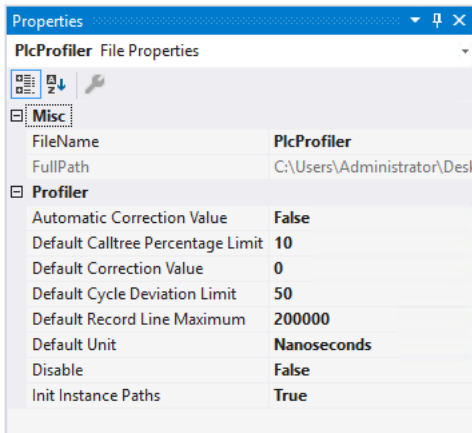 Properties
PlcProfiler File Properties
Misc
FileName PlcProfiler
FullPath C:\Users\Administrator\Desk
Profiler
Automatic Correction Value False
Default Calltree Percentage Limit 10
Default Correction Value 0
Default Cycle Deviation Limit 50
Default Record Line Maximum 200000
Default Unit Nanoseconds
Disable False
Init Instance Paths True